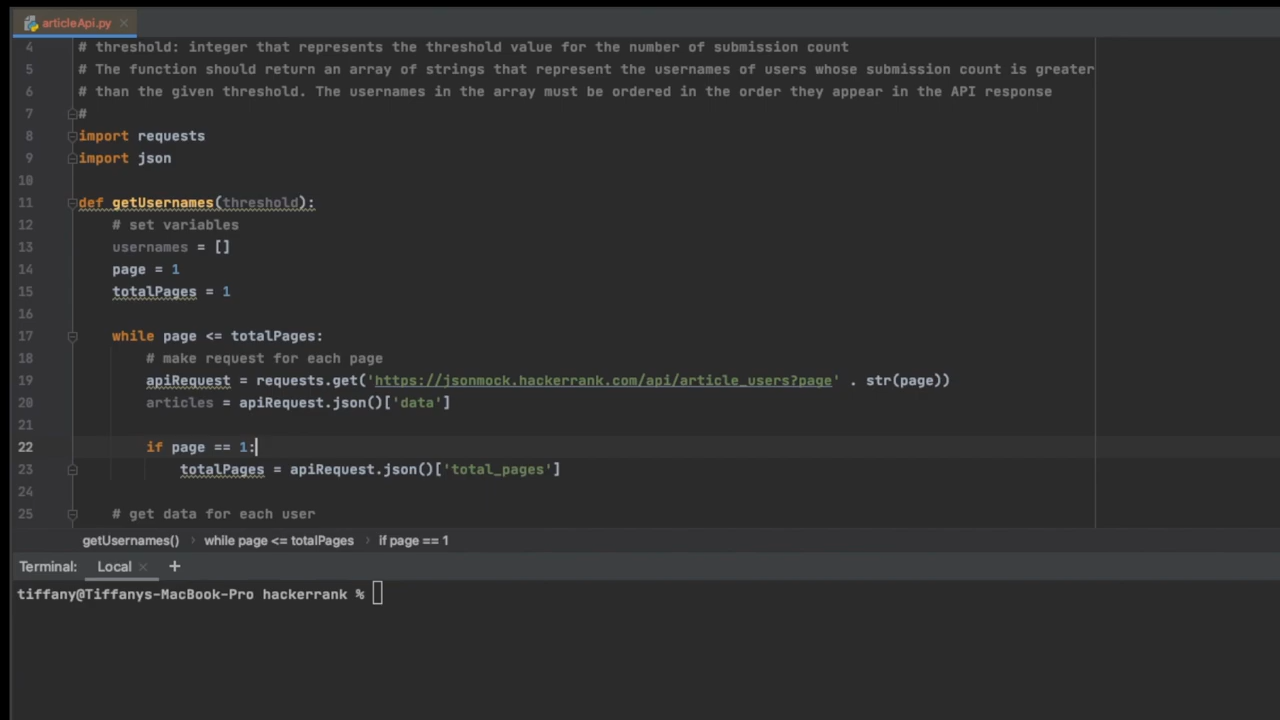 articleApi.py ×
4 # threshold: integer that represents the threshold value for the number of submission count
5 # The function should return an array of strings that represent the usernames of users whose submission count is greater
6 # than the given threshold. The usernames in the array must be ordered in the order they appear in the API response
7 #
8 import requests
9 import json
10
11 def getUsernames(threshold):
12 # set variables
13 usernames = []
14 page = 1
15 totalPages = 1
16
17 while page <= totalPages:
18 # make request for each page
19 apiRequest = requests.get('https://jsonmock.hackerrank.com/api/article_users?page' . str(page))
20 articles = apiRequest.json()['data']
21
22 if page == 1:
23 totalPages = apiRequest.json()['total_pages']
24
25 # get data for each user
getUsernames() › while page <= totalPages › if page == 1
Terminal: Local × +
tiffany@Tiffanys-MacBook-Pro hackerrank %